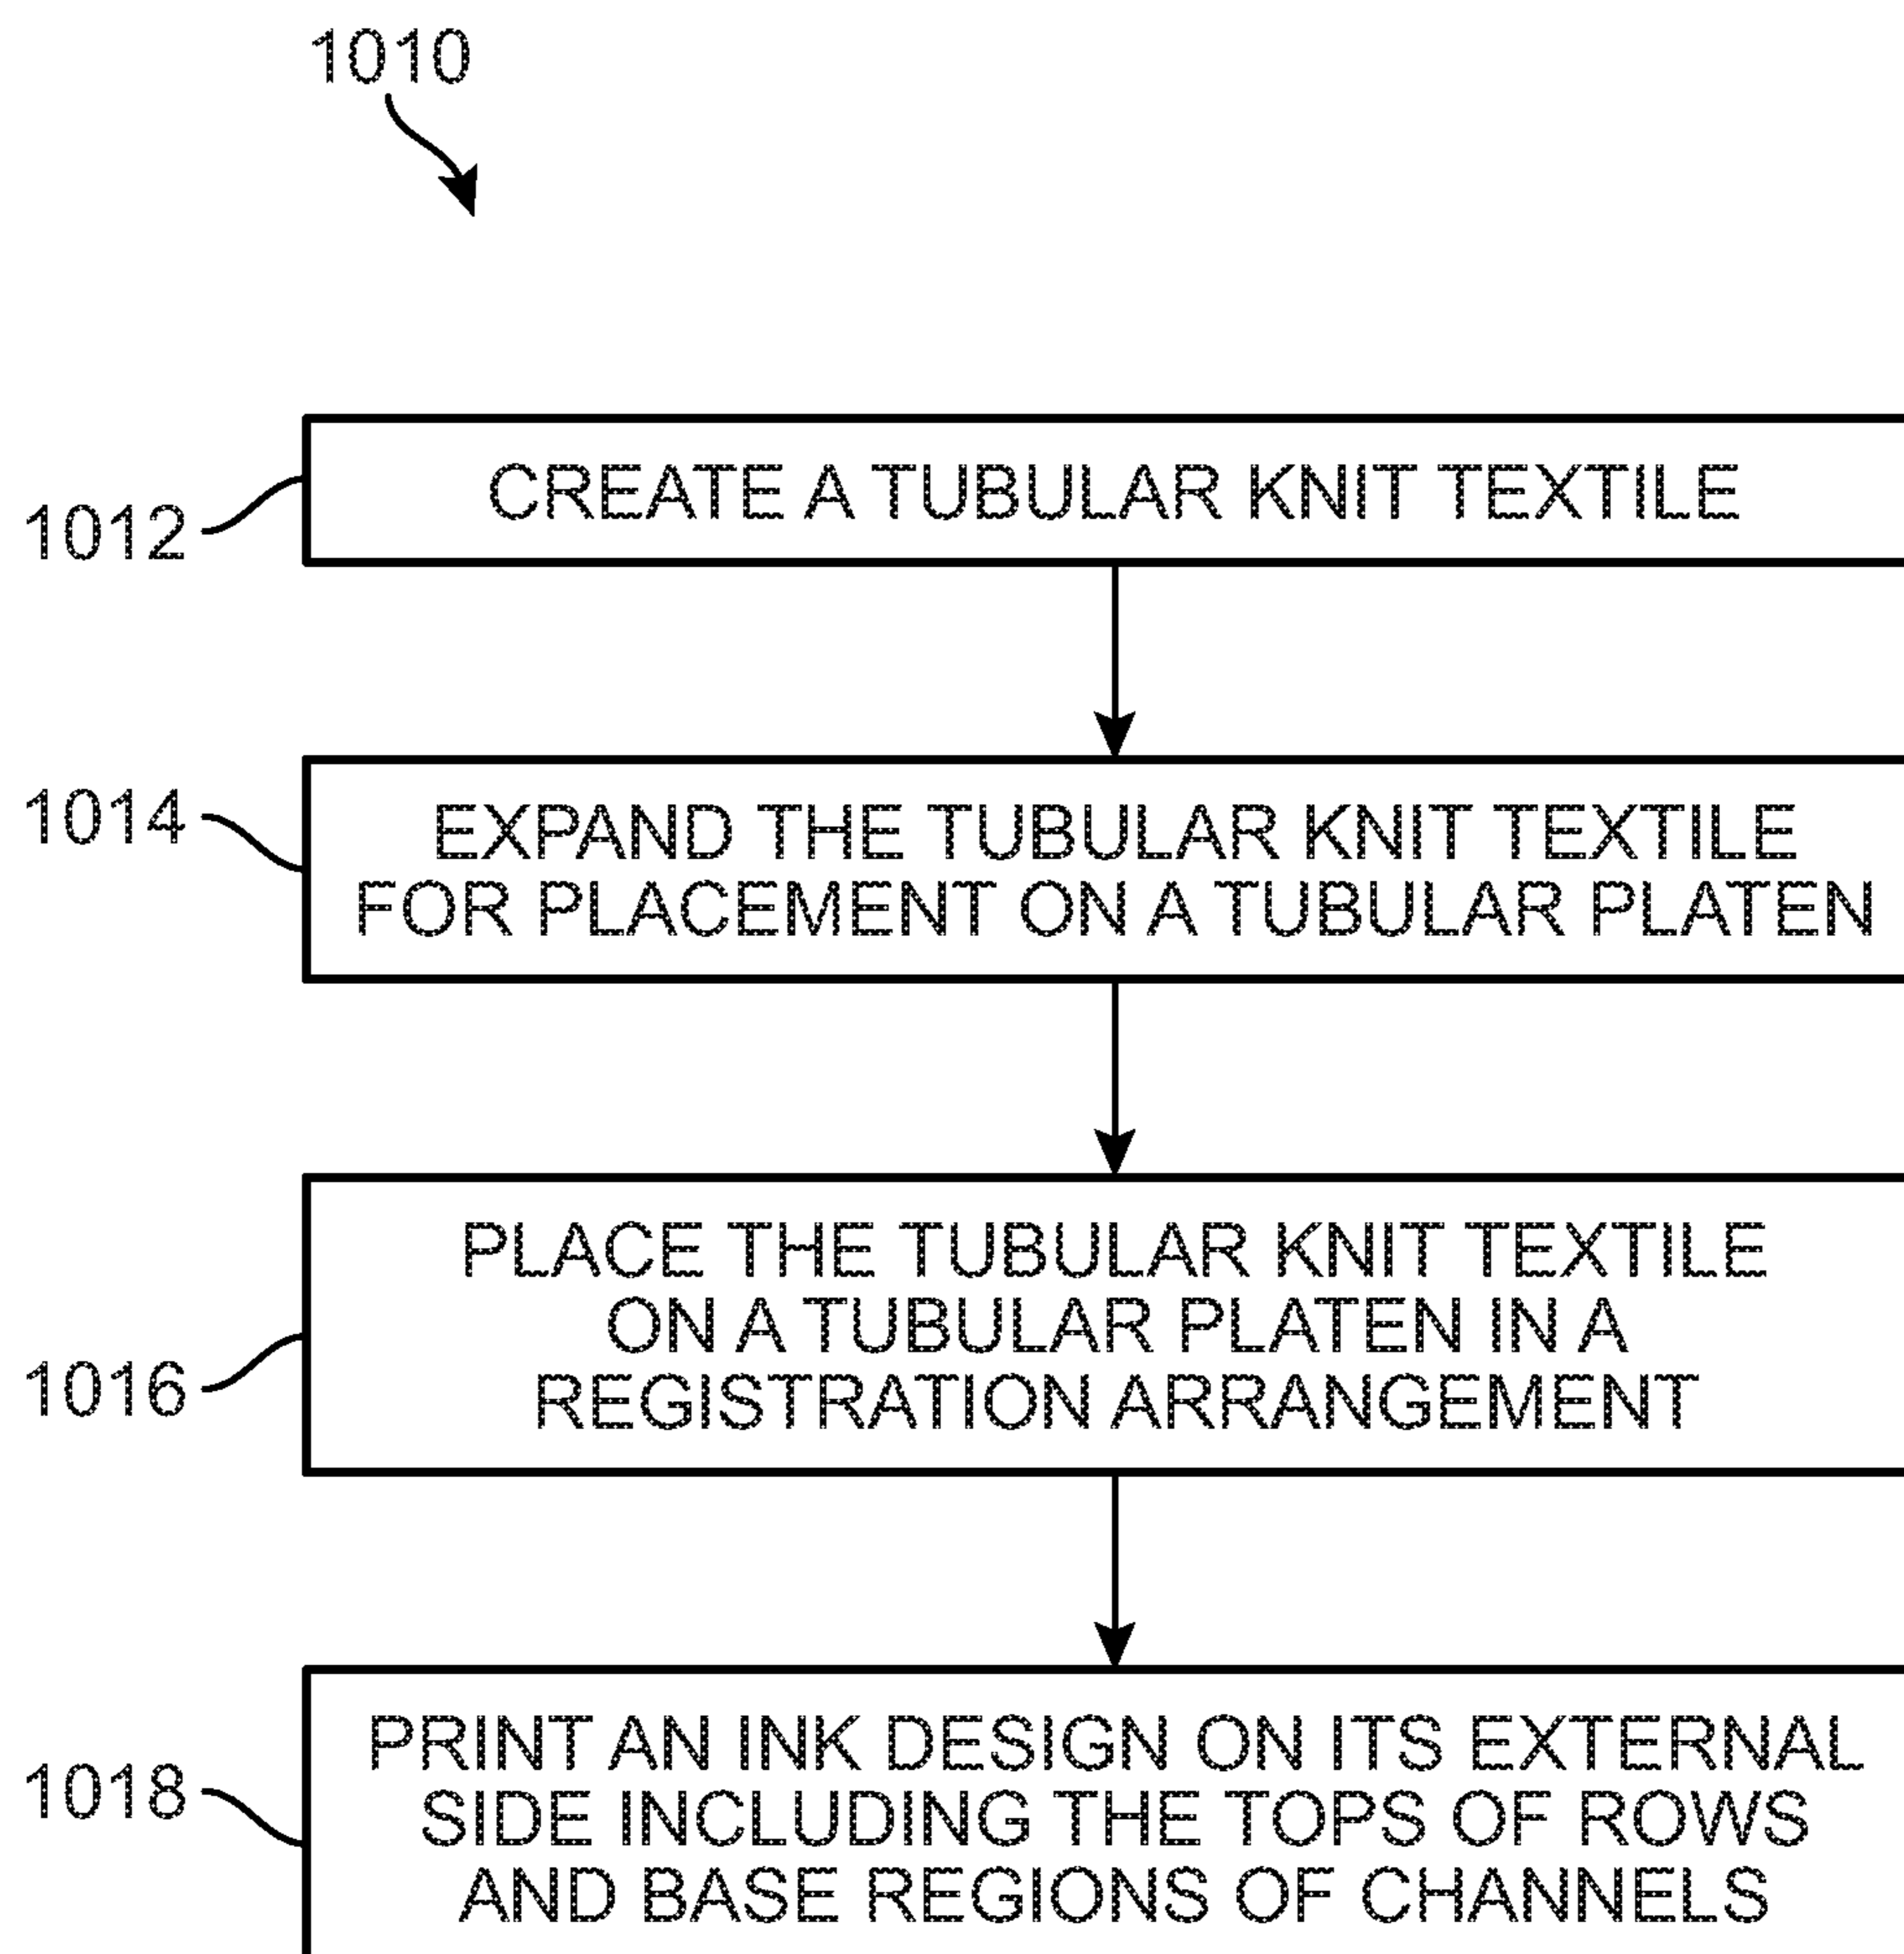 1010
1012
CREATE A TUBULAR KNIT TEXTILE
1014
EXPAND THE TUBULAR KNIT TEXTILE
FOR PLACEMENT ON A TUBULAR PLATEN
1016
PLACE THE TUBULAR KNIT TEXTILE
ON A TUBULAR PLATEN IN A
REGISTRATION ARRANGEMENT
1018
PRINT AN INK DESIGN ON ITS EXTERNAL
SIDE INCLUDING THE TOPS OF ROWS
AND BASE REGIONS OF CHANNELS